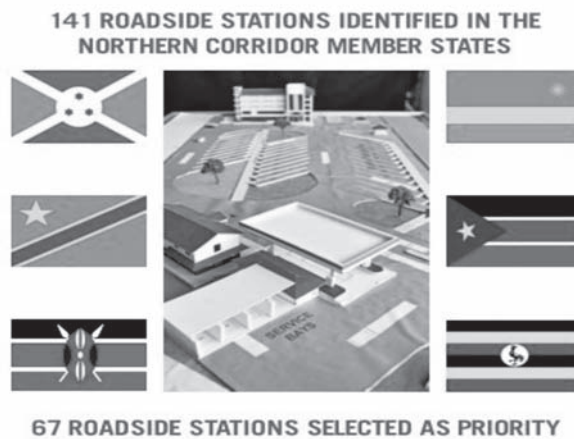 141 ROADSIDE STATIONS IDENTIFIED IN THE
NORTHERN CORRIDOR MEMBER STATES
SERVICE
BAYS
67 ROADSIDE STATIONS SELECTED AS PRIORITY